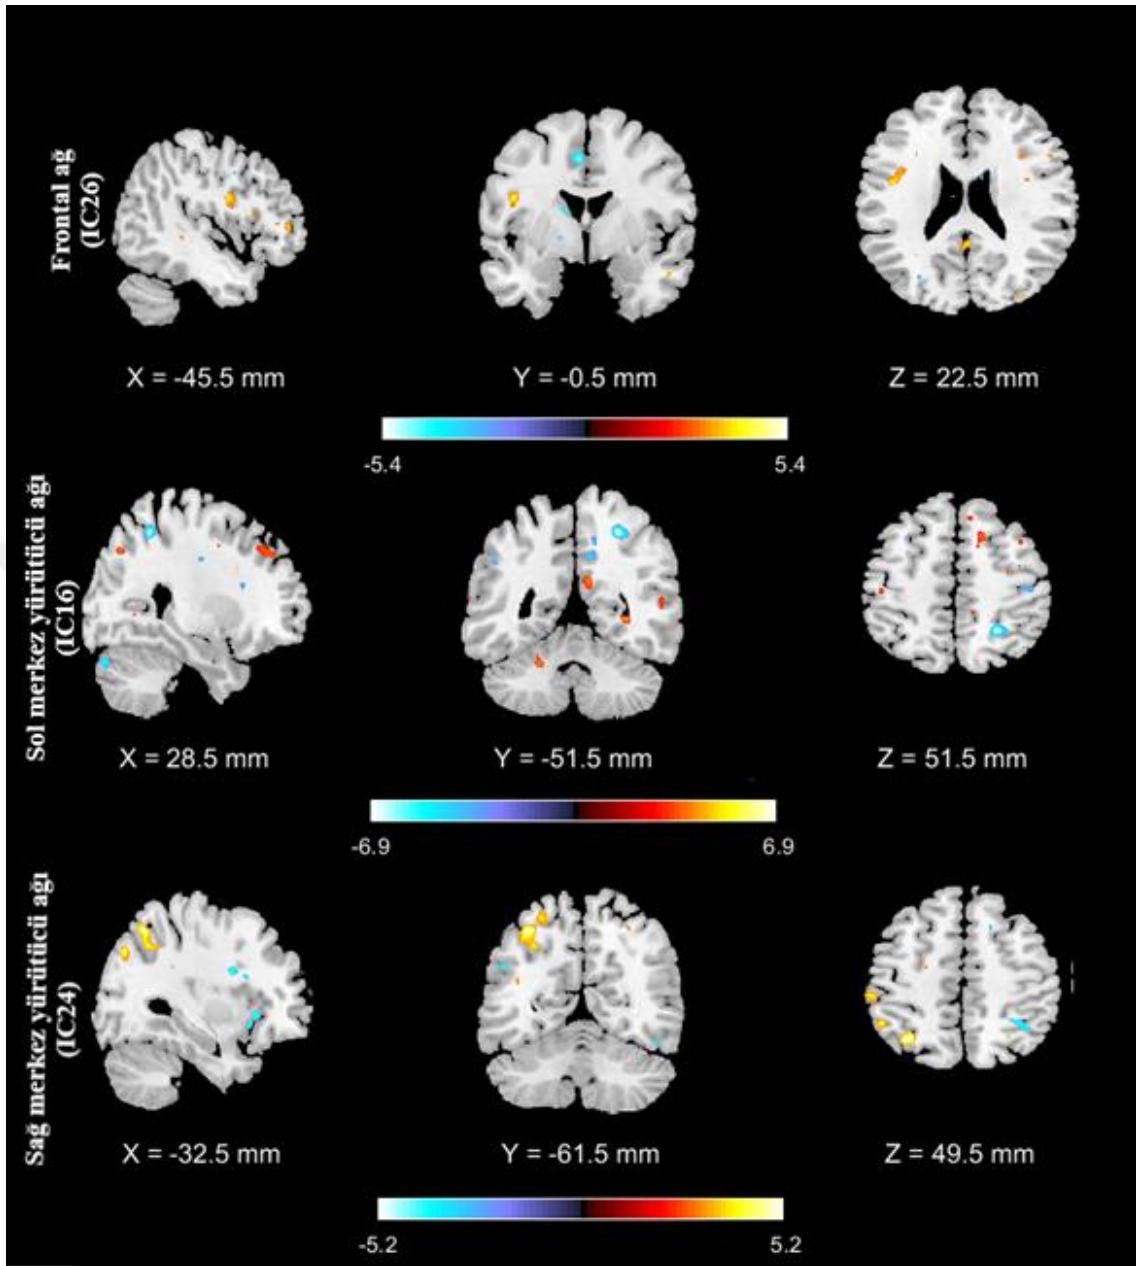 Frontal ağ
(IC26)
X = -45.5 mm
Y = -0.5 mm
Z = 22.5 mm
-5.4
5.4
Sol merkez yürütücü ağı
(IC16)
X = 28.5 mm
Y = -51.5 mm
Z = 51.5 mm
-6.9
6.9
Sağ merkez yürütücü ağı
(IC24)
X = -32.5 mm
Y = -61.5 mm
Z = 49.5 mm
-5.2
5.2